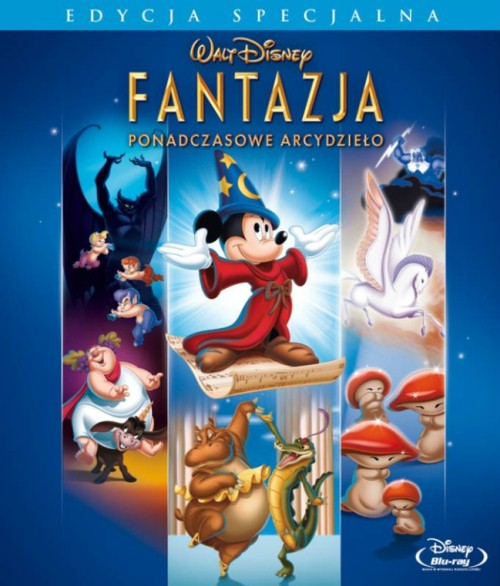 EDYCJA SPECJALNA
WALT DISNEY
FANTAZJA
PONADCZASOWE ARCYDZIEŁO
Disney
Blu-ray